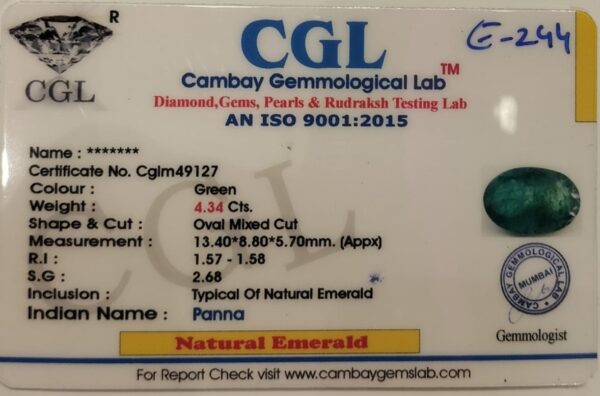 R
CGL
CGL
TM
Cambay Gemmological Lab
Diamond,Gems, Pearls & Rudraksh Testing Lab
AN ISO 9001:2015
E-244
Name : *******
Certificate No. Cglm49127
Colour : Green
Weight : 4.34 Cts.
Shape & Cut : Oval Mixed Cut
Measurement : 13.40*8.80*5.70mm. (Appx)
R.I : 1.57 - 1.58
S.G : 2.68
Inclusion : Typical Of Natural Emerald
Indian Name : Panna
CGL
CAMBAY GEMMOLOGICAL LAB
MUMBAI
Gemmologist
Natural Emerald
For Report Check visit www.cambaygemslab.com